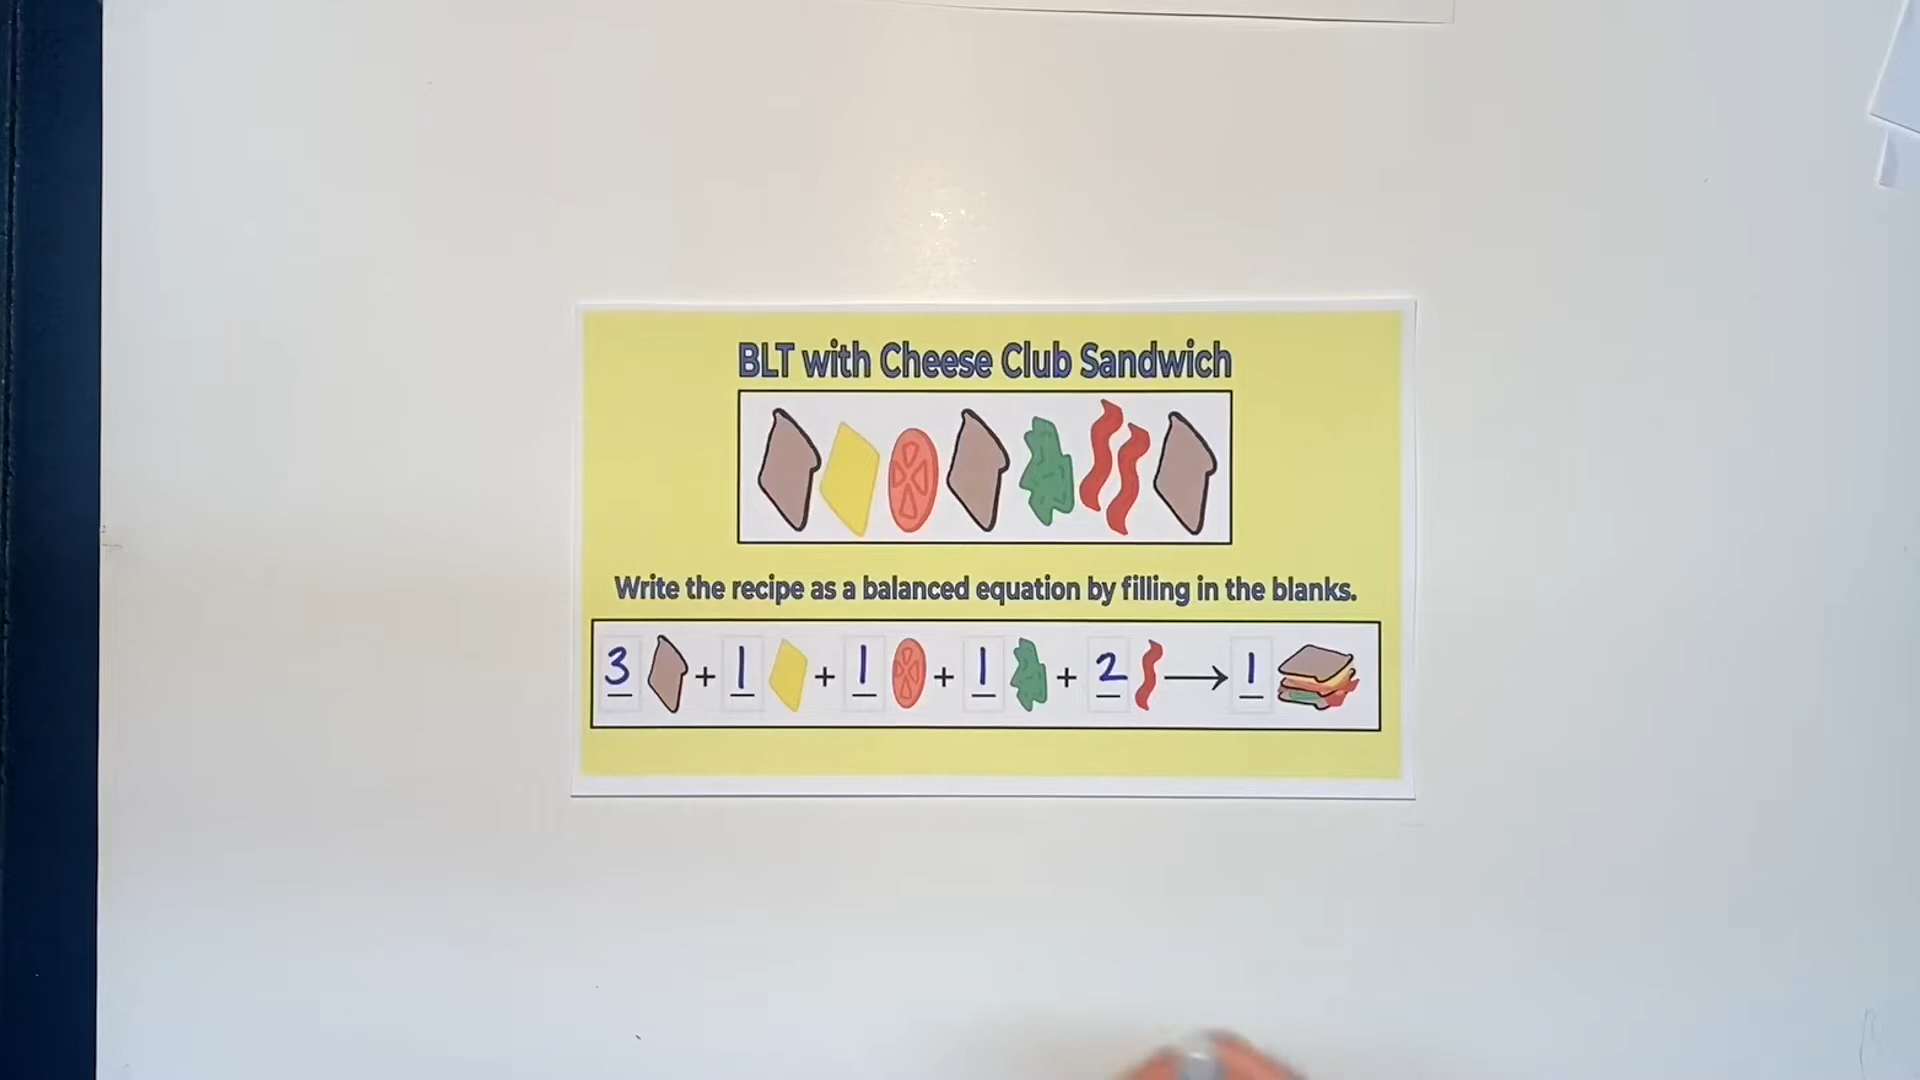 BLT with Cheese Club Sandwich
Write the recipe as a balanced equation by filling in the blanks.
3 + 1 + 1 + 1 + 2 → 1